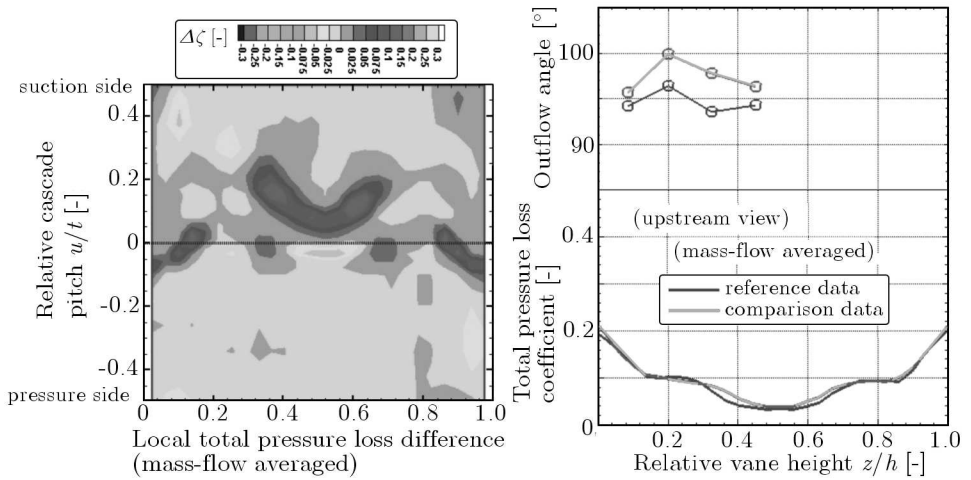 Δζ [-]
-0.3
-0.25
-0.2
-0.15
-0.1
-0.075
-0.05
-0.025
0
0.025
0.05
0.075
0.1
0.15
0.2
0.25
0.3
suction side
0.4
0.2
0
-0.2
-0.4
pressure side
Relative cascade
pitch u/t [-]
0
0.2
0.4
0.6
0.8
1.0
Local total pressure loss difference
(mass-flow averaged)
Outflow angle [°]
100
90
(upstream view)
(mass-flow averaged)
reference data
comparison data
Total pressure loss
coefficient [-]
0.4
0.2
0
0.2
0.4
0.6
0.8
1.0
Relative vane height z/h [-]